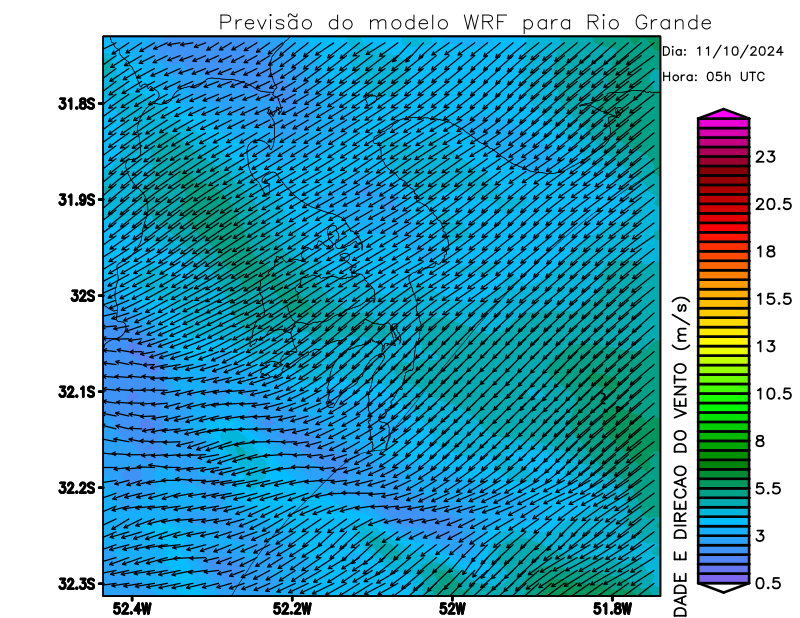 Previsão do modelo WRF para Rio Grande
Dia: 11/10/2024
Hora: 05h UTC
31.8S
31.9S
32S
32.1S
32.2S
32.3S
52.4W
52.2W
52W
51.8W
23
20.5
18
15.5
13
10.5
8
5.5
3
0.5
DADE E DIRECAO DO VENTO (m/s)